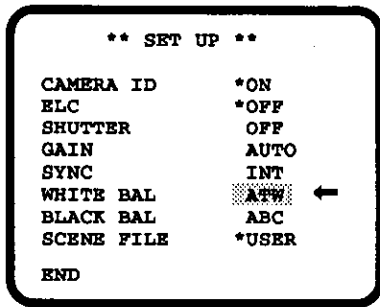 ** SET UP **
CAMERA ID *ON
ELC *OFF
SHUTTER OFF
GAIN AUTO
SYNC INT
WHITE BAL ATW ←
BLACK BAL ABC
SCENE FILE *USER
END